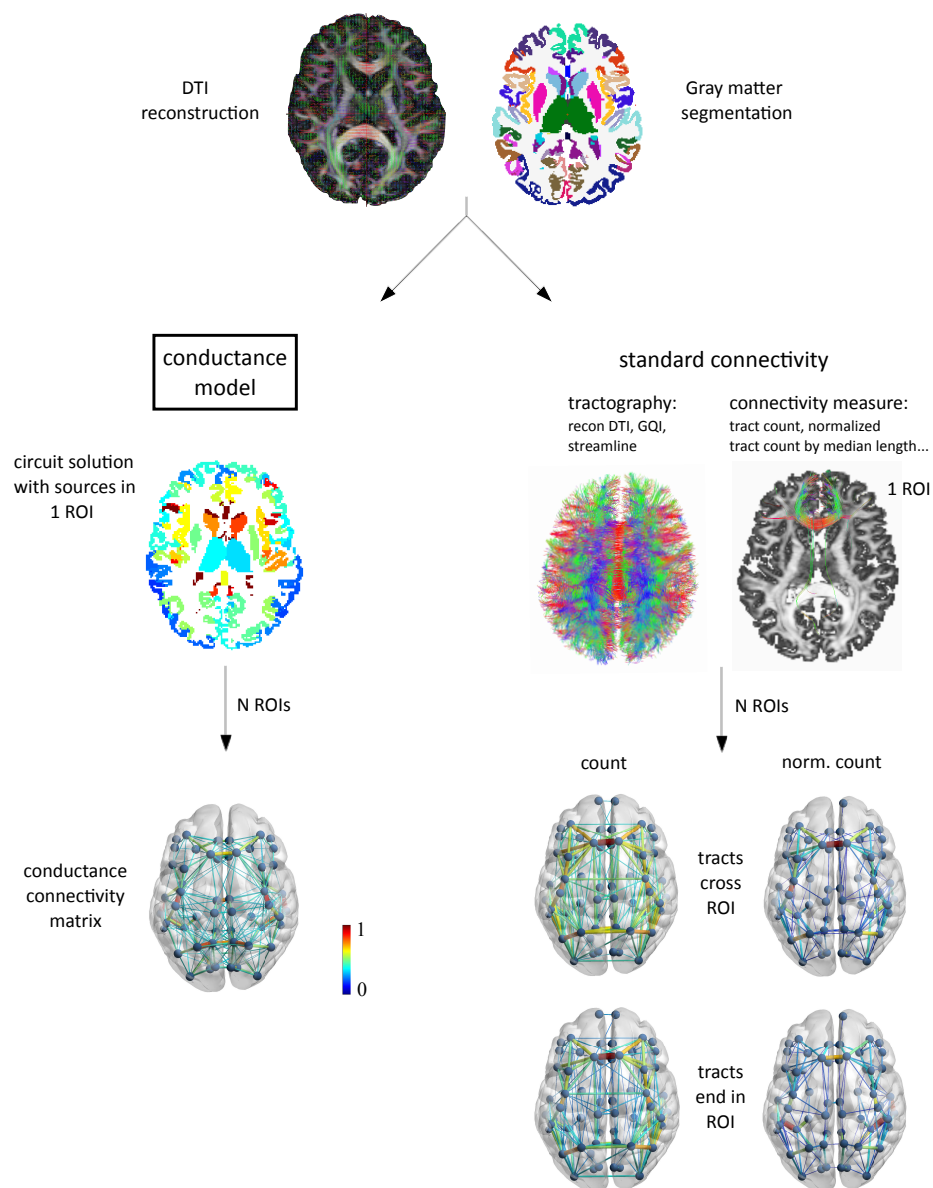 DTI
reconstruction
Gray matter
segmentation
conductance
model
standard connectivity
tractography:
recon DTI, GQI,
streamline
connectivity measure:
tract count, normalized
tract count by median length...
circuit solution
with sources in
1 ROI
1 ROI
N ROIs
N ROIs
count
norm. count
conductance
connectivity
matrix
1
0
tracts
cross
ROI
tracts
end in
ROI